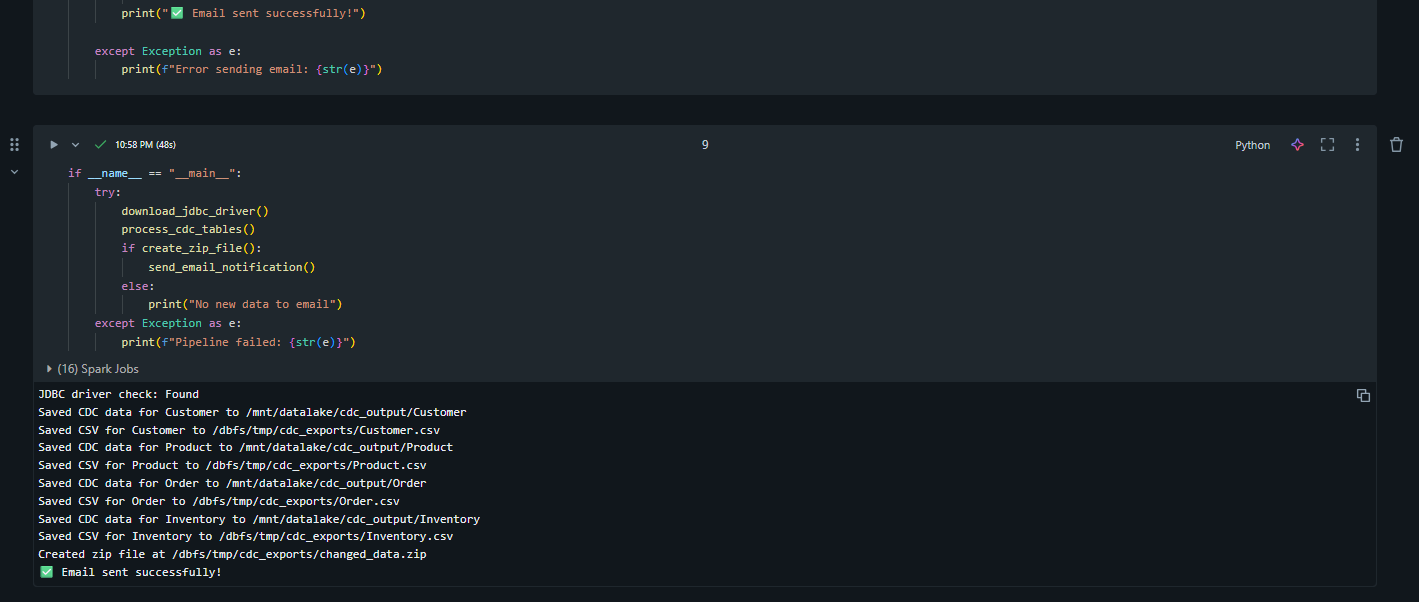 print("✅ Email sent successfully!")
except Exception as e:
print(f"Error sending email: {str(e)}")
10:58 PM (48s)
9
Python
if __name__ == "__main__":
try:
download_jdbc_driver()
process_cdc_tables()
if create_zip_file():
send_email_notification()
else:
print("No new data to email")
except Exception as e:
print(f"Pipeline failed: {str(e)}")
(16) Spark Jobs
JDBC driver check: Found
Saved CDC data for Customer to /mnt/datalake/cdc_output/Customer
Saved CSV for Customer to /dbfs/tmp/cdc_exports/Customer.csv
Saved CDC data for Product to /mnt/datalake/cdc_output/Product
Saved CSV for Product to /dbfs/tmp/cdc_exports/Product.csv
Saved CDC data for Order to /mnt/datalake/cdc_output/Order
Saved CSV for Order to /dbfs/tmp/cdc_exports/Order.csv
Saved CDC data for Inventory to /mnt/datalake/cdc_output/Inventory
Saved CSV for Inventory to /dbfs/tmp/cdc_exports/Inventory.csv
Created zip file at /dbfs/tmp/cdc_exports/changed_data.zip
✅ Email sent successfully!